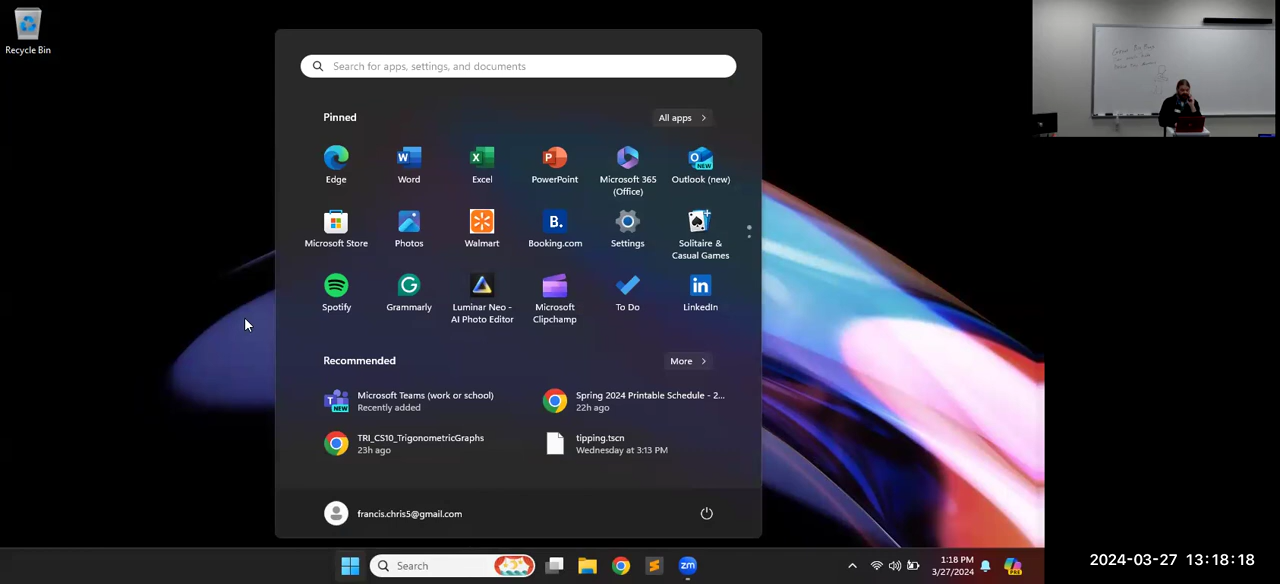 Recycle Bin
Search for apps, settings, and documents
Pinned
All apps
Edge
Word
Excel
PowerPoint
Microsoft 365
(Office)
Outlook (new)
Microsoft Store
Photos
Walmart
Booking.com
Settings
Solitaire &
Casual Games
Spotify
Grammarly
Luminar Neo -
AI Photo Editor
Microsoft
Clipchamp
To Do
LinkedIn
Recommended
More
Microsoft Teams (work or school)
Recently added
Spring 2024 Printable Schedule - 2...
22h ago
TRI_CS10_TrigonometricGraphs
23h ago
tipping.tscn
Wednesday at 3:13 PM
francis.chris5@gmail.com
Search
zm
1:18 PM
3/27/2024
2024-03-27 13:18:18